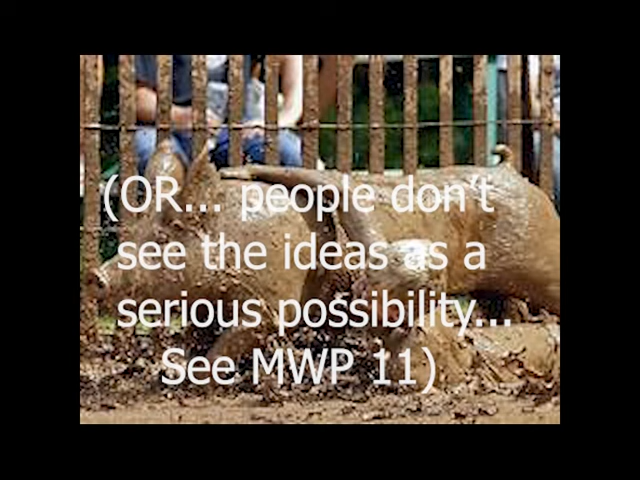 (OR... people don't
see the ideas as a
serious possibility...
See MWP 11)